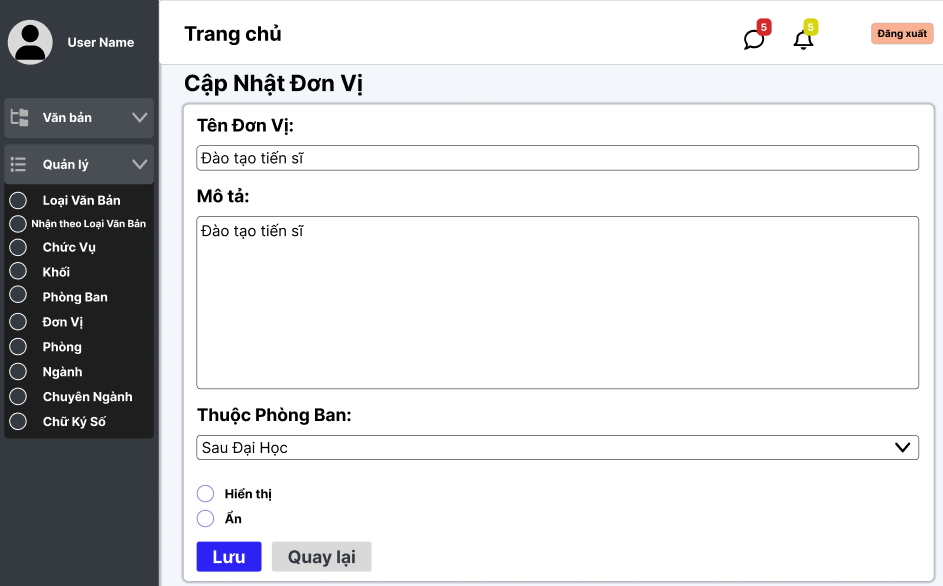 User Name
Văn bản
Quản lý
Loại Văn Bản
Nhận theo Loại Văn Bản
Chức Vụ
Khối
Phòng Ban
Đơn Vị
Phòng
Ngành
Chuyên Ngành
Chữ Ký Số
Trang chủ
5
5
Đăng xuất
Cập Nhật Đơn Vị
Tên Đơn Vị:
Đào tạo tiến sĩ
Mô tả:
Đào tạo tiến sĩ
Thuộc Phòng Ban:
Sau Đại Học
Hiển thị
Ẩn
Lưu
Quay lại